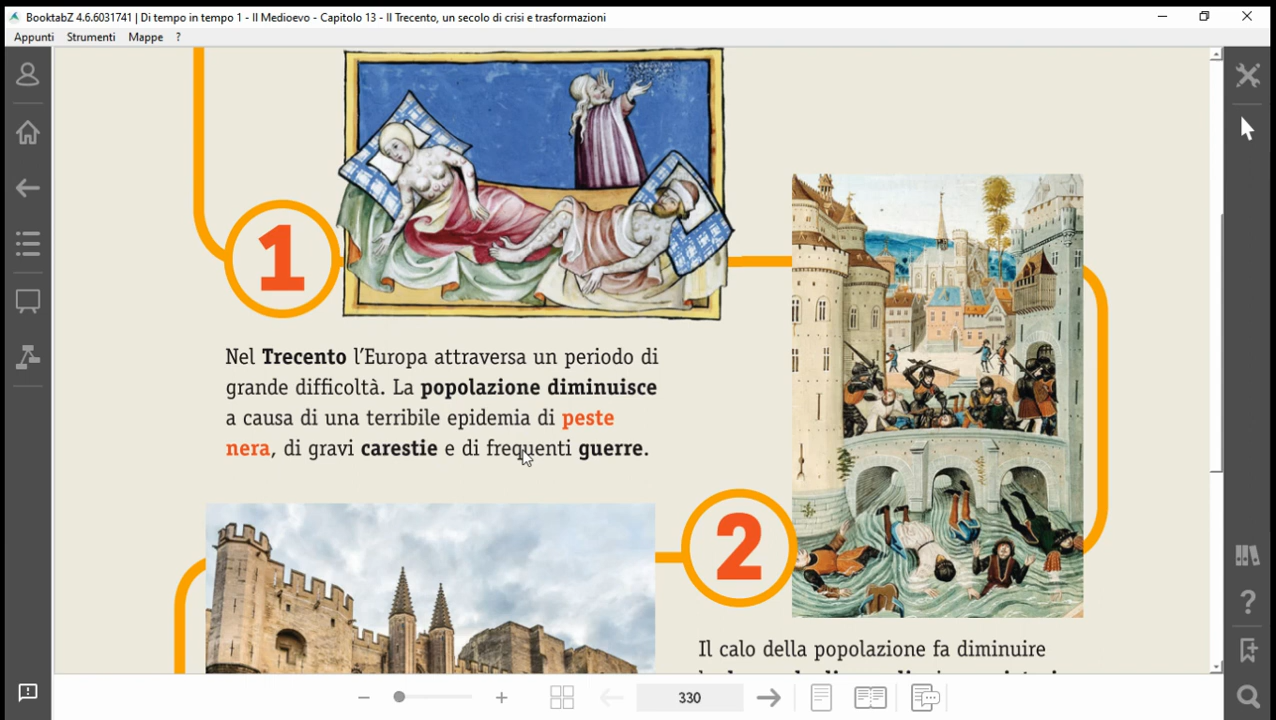 BooktabZ 4.6.6031741 | Di tempo in tempo 1 - Il Medioevo - Capitolo 13 - Il Trecento, un secolo di crisi e trasformazioni
Appunti Strumenti Mappe ?
1
Nel Trecento l'Europa attraversa un periodo di
grande difficoltà. La popolazione diminuisce
a causa di una terribile epidemia di peste
nera, di gravi carestie e di frequenti guerre.
2
Il calo della popolazione fa diminuire
330